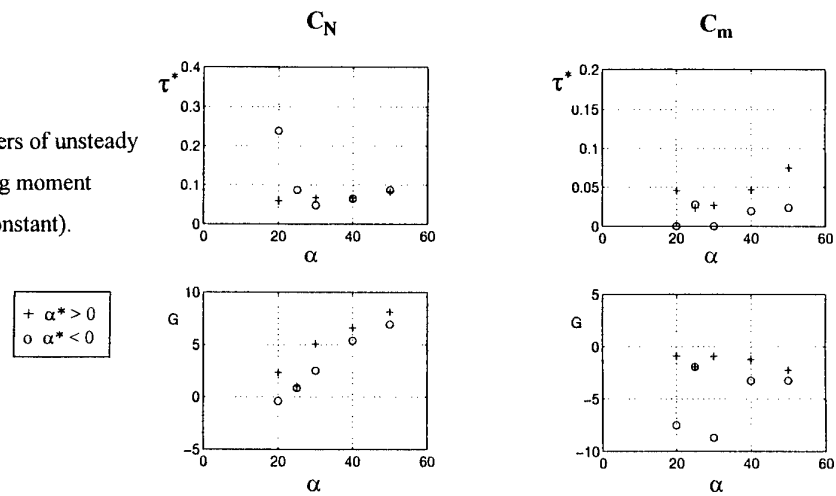 C_N
C_m
τ*
0.4
0.3
0.2
0.1
0
0
20
40
60
α
τ*
0.2
0.15
0.1
0.05
0
0
20
40
60
α
ers of unsteady
g moment
onstant).
+ α* > 0
o α* < 0
G
10
5
0
-5
0
20
40
60
α
G
5
0
-5
-10
0
20
40
60
α